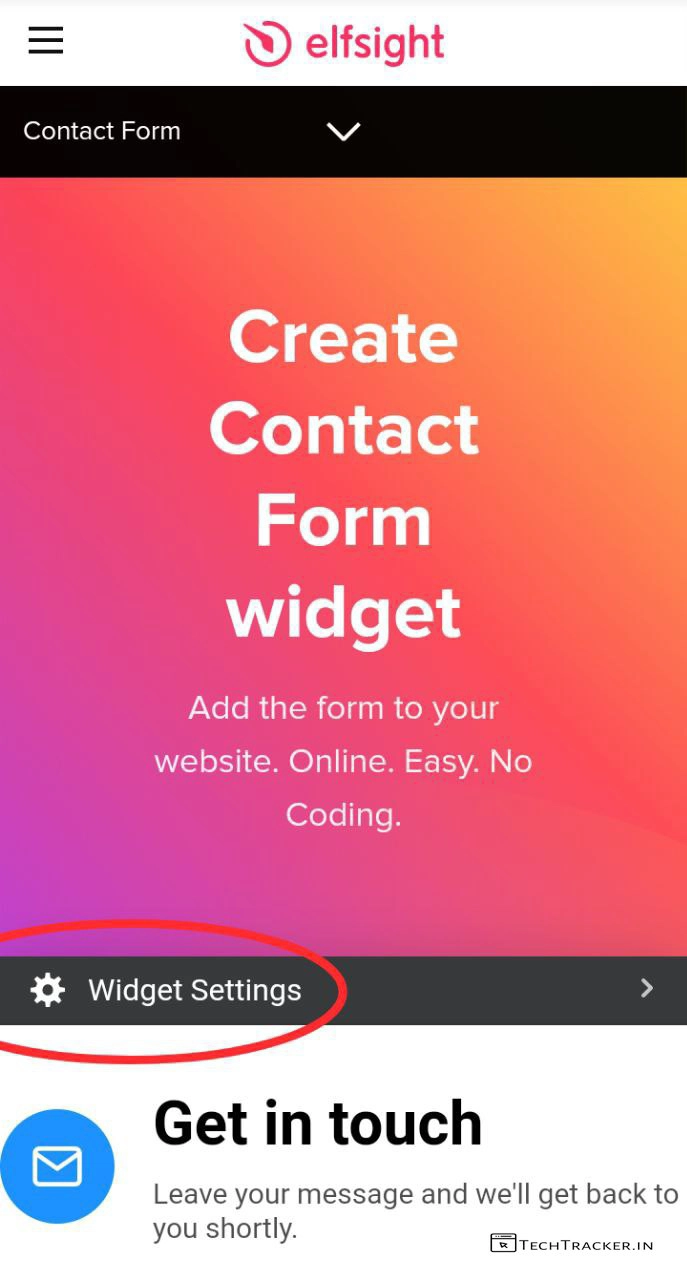 elfsight
Contact Form
Create
Contact
Form
widget
Add the form to your
website. Online. Easy. No
Coding.
Widget Settings
Get in touch
Leave your message and we'll get back to
you shortly.
TECHTRACKER.IN